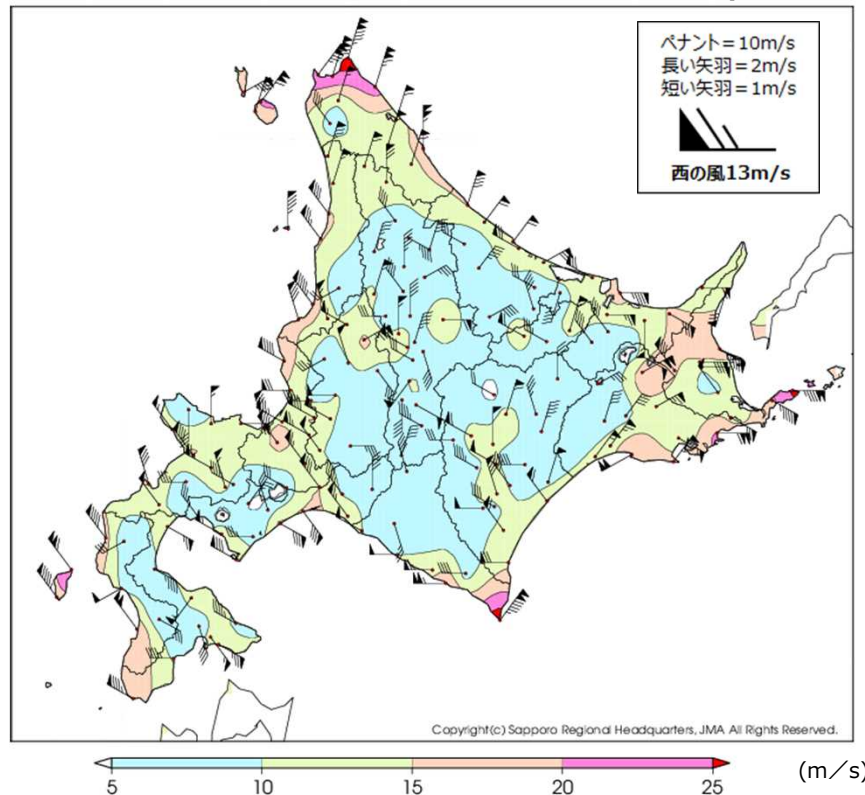 ペナント＝10m/s
長い矢羽＝2m/s
短い矢羽＝1m/s
西の風13m/s
Copyright(c) Sapporo Regional Headquarters, JMA All Rights Reserved.
5 10 15 20 25 (m／s)